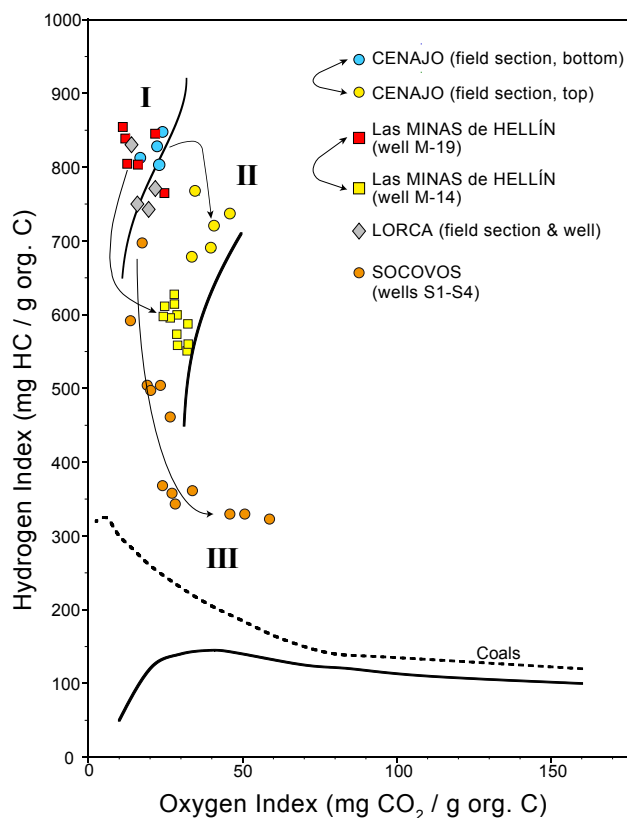 1000
900
800
700
600
500
400
300
200
100
0
Hydrogen Index (mg HC / g org. C)
0
50
100
150
Oxygen Index (mg CO2 / g org. C)
I
II
III
Coals
CENAJO (field section, bottom)
CENAJO (field section, top)
Las MINAS de HELLÍN
(well M-19)
Las MINAS de HELLÍN
(well M-14)
LORCA (field section & well)
SOCOVOS
(wells S1-S4)